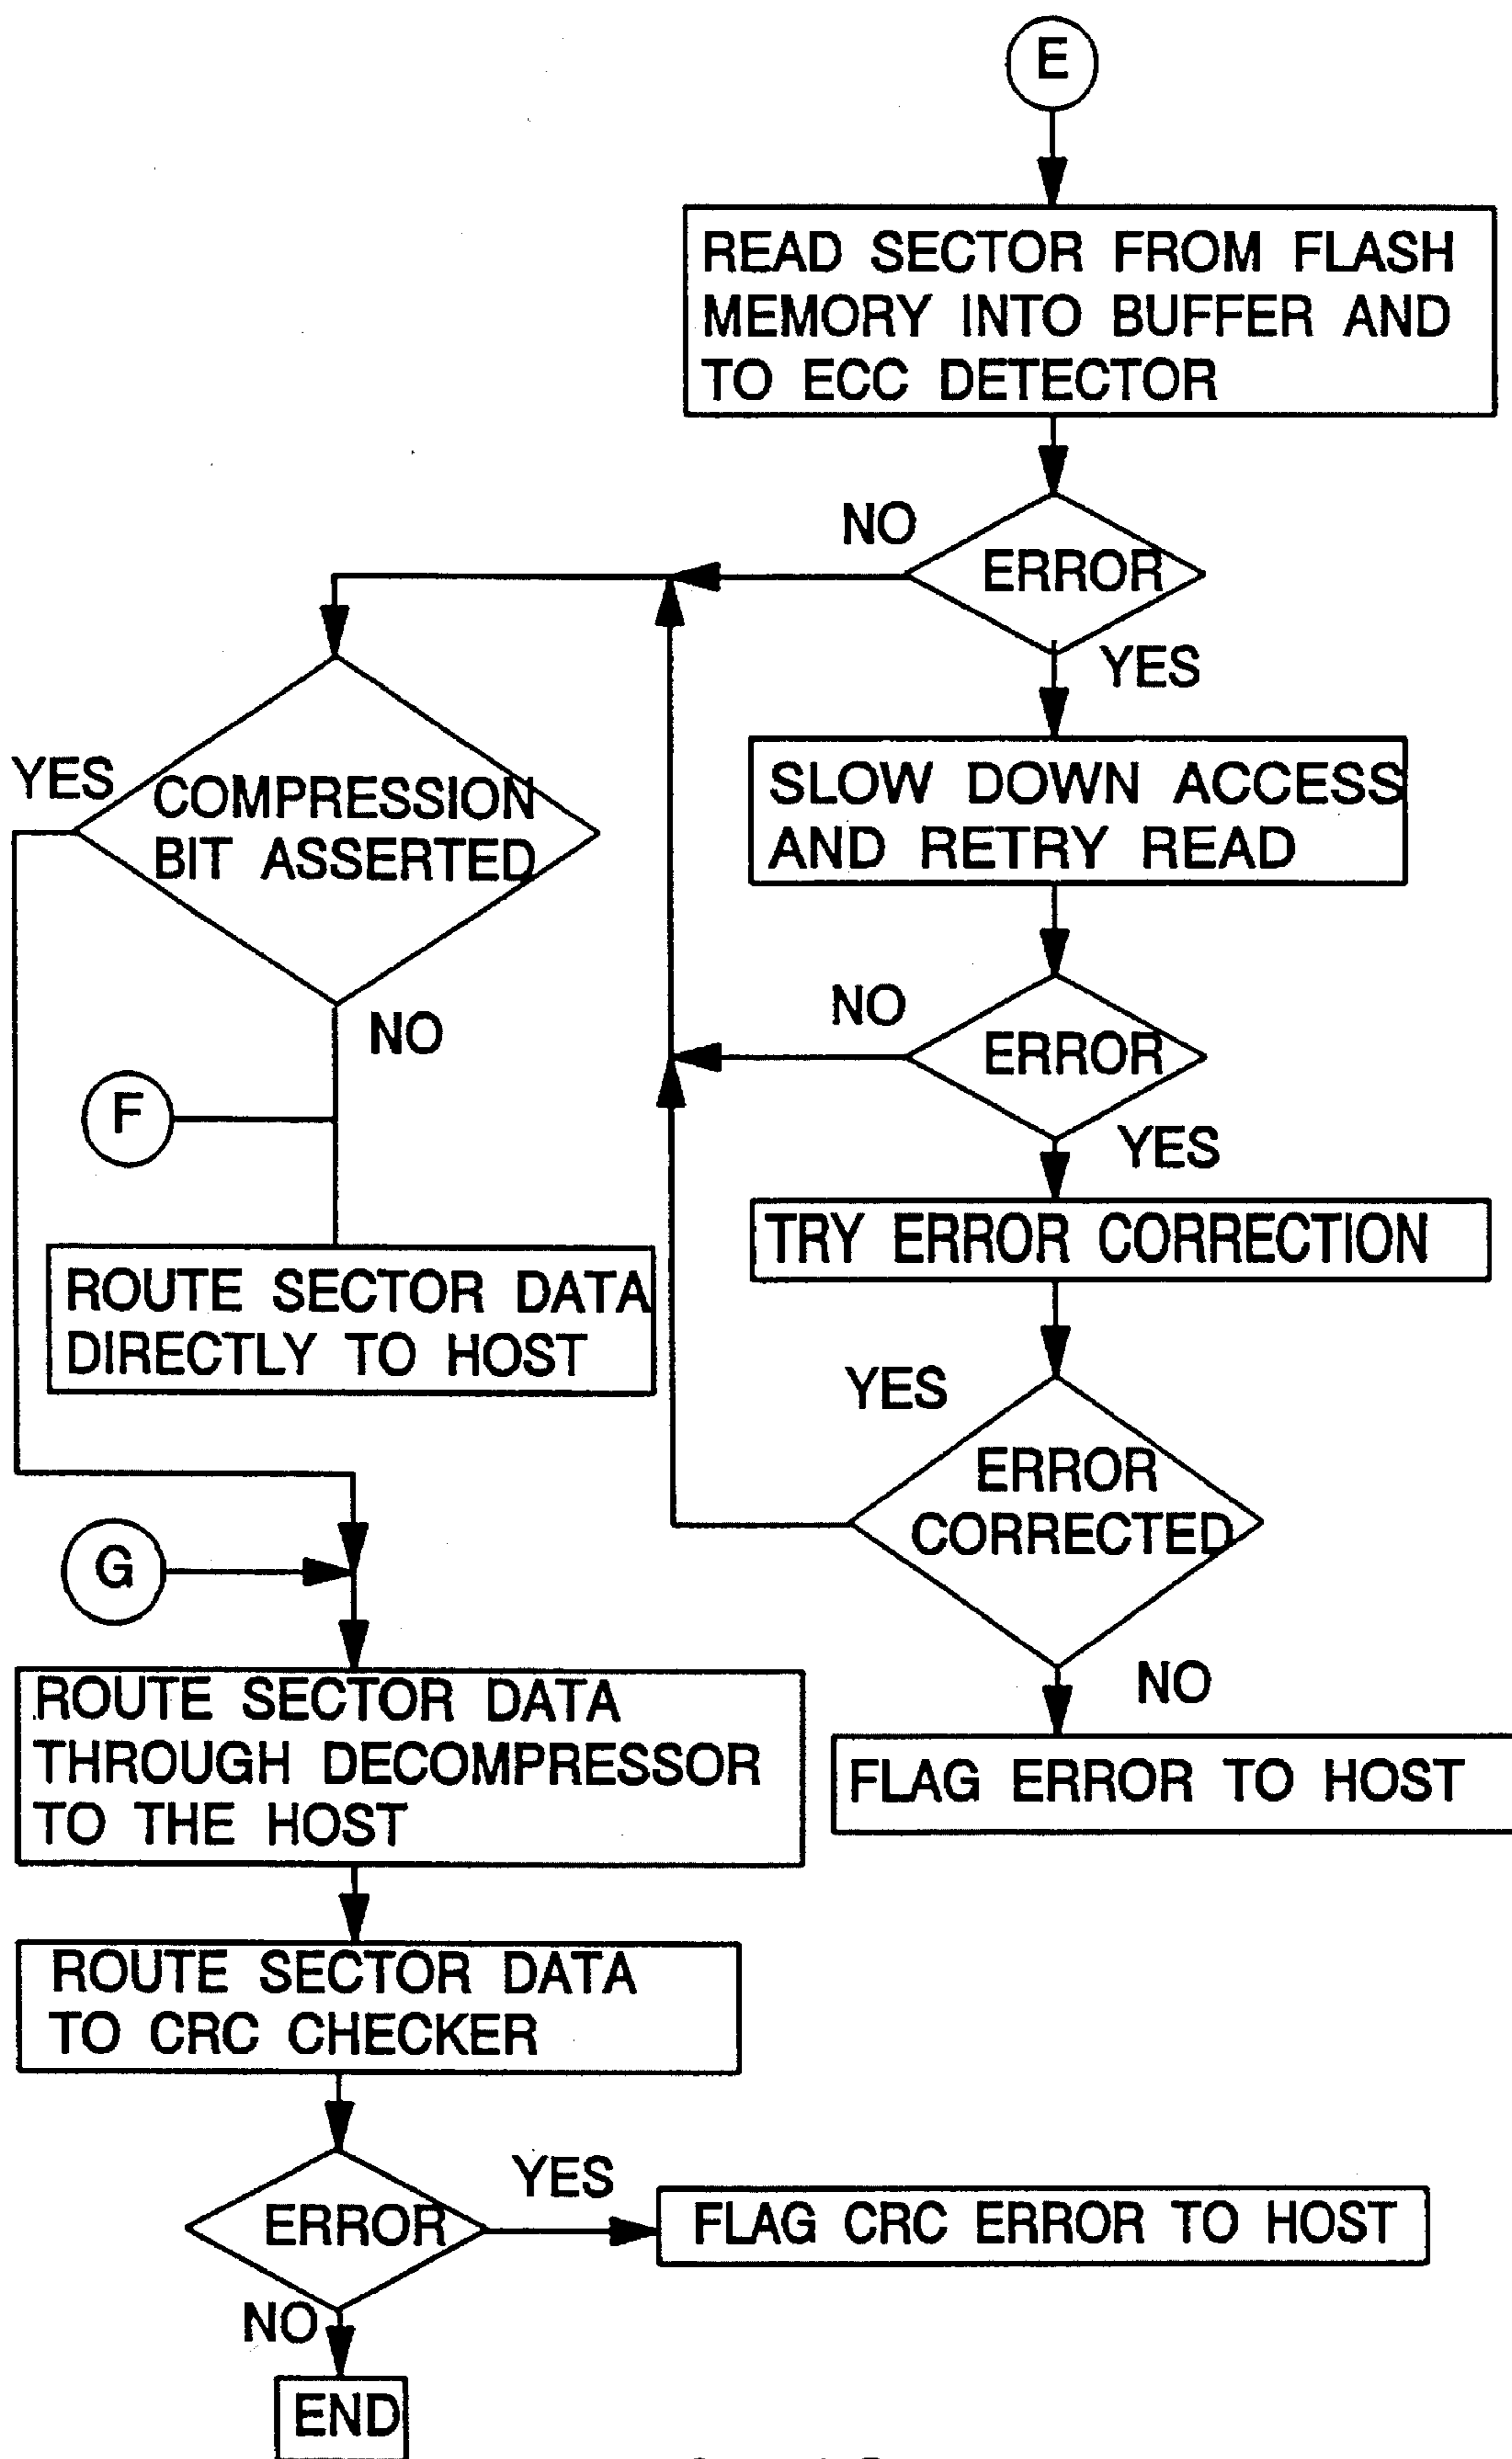 E
READ SECTOR FROM FLASH
MEMORY INTO BUFFER AND
TO ECC DETECTOR
NO
ERROR
YES
YES
COMPRESSION
BIT ASSERTED
SLOW DOWN ACCESS
AND RETRY READ
NO
NO
ERROR
F
YES
TRY ERROR CORRECTION
ROUTE SECTOR DATA
DIRECTLY TO HOST
YES
ERROR
CORRECTED
G
NO
ROUTE SECTOR DATA
THROUGH DECOMPRESSOR
TO THE HOST
FLAG ERROR TO HOST
ROUTE SECTOR DATA
TO CRC CHECKER
YES
ERROR
FLAG CRC ERROR TO HOST
NO
END